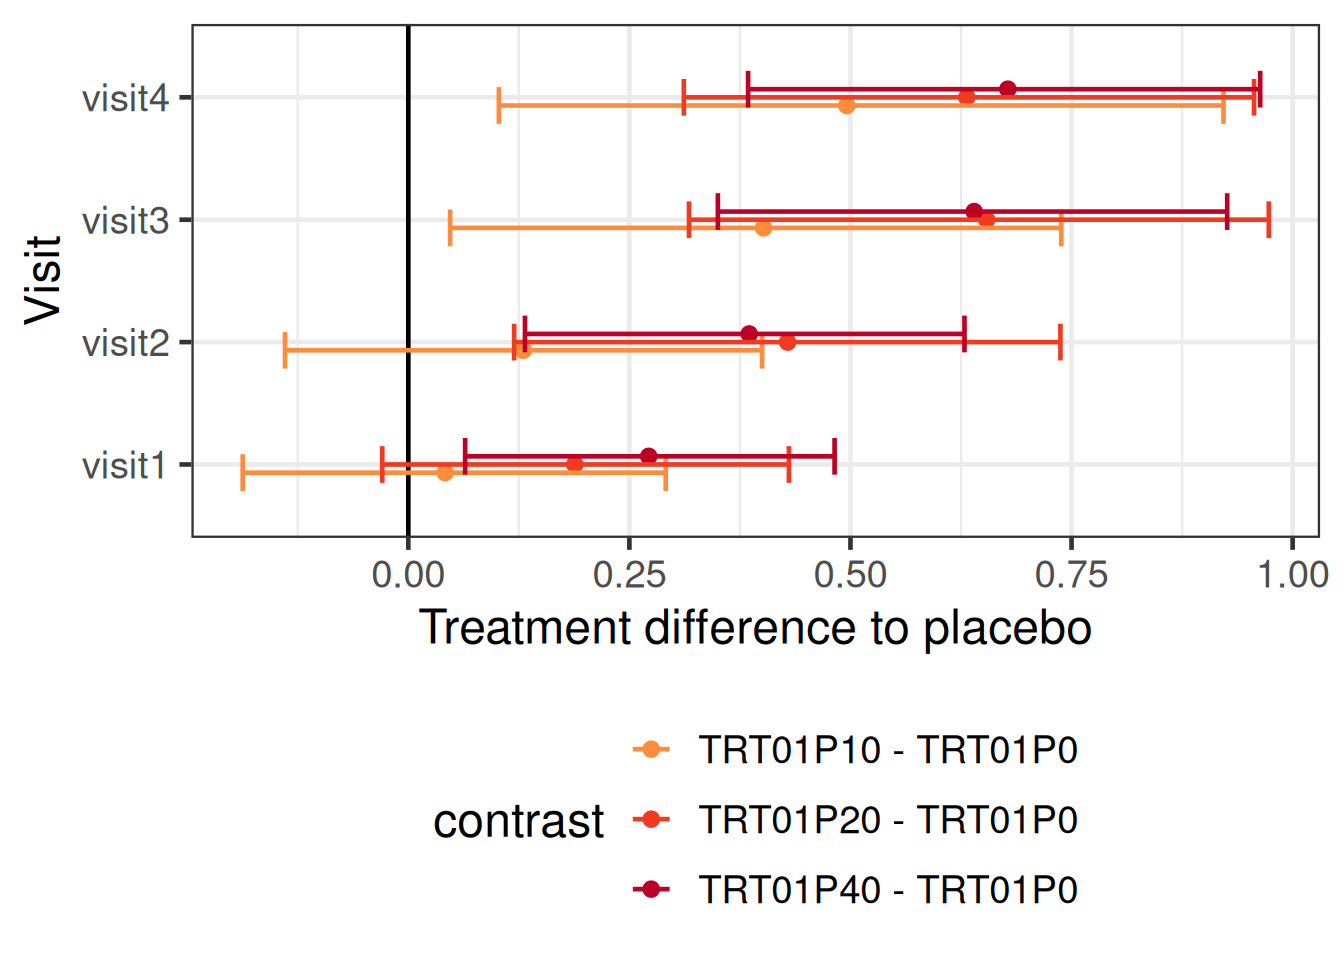 Visit
visit4
visit3
visit2
visit1
0.00 0.25 0.50 0.75 1.00
Treatment difference to placebo
contrast
TRT01P10 - TRT01P0
TRT01P20 - TRT01P0
TRT01P40 - TRT01P0